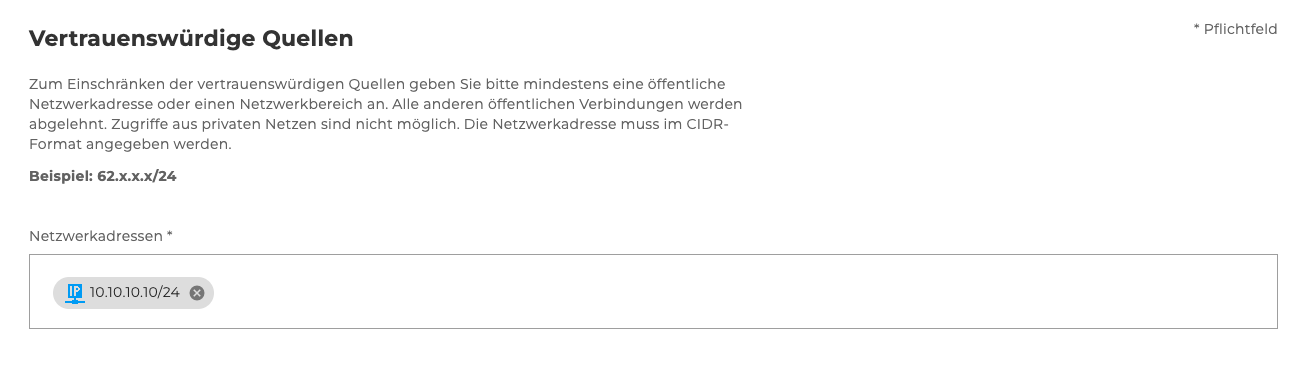 Vertrauenswürdige Quellen
* Pflichtfeld
Zum Einschränken der vertrauenswürdigen Quellen geben Sie bitte mindestens eine öffentliche
Netzwerkadresse oder einen Netzwerkbereich an. Alle anderen öffentlichen Verbindungen werden
abgelehnt. Zugriffe aus privaten Netzen sind nicht möglich. Die Netzwerkadresse muss im CIDR-
Format angegeben werden.
Beispiel: 62.x.x.x/24
Netzwerkadressen *
IP 10.10.10.10/24